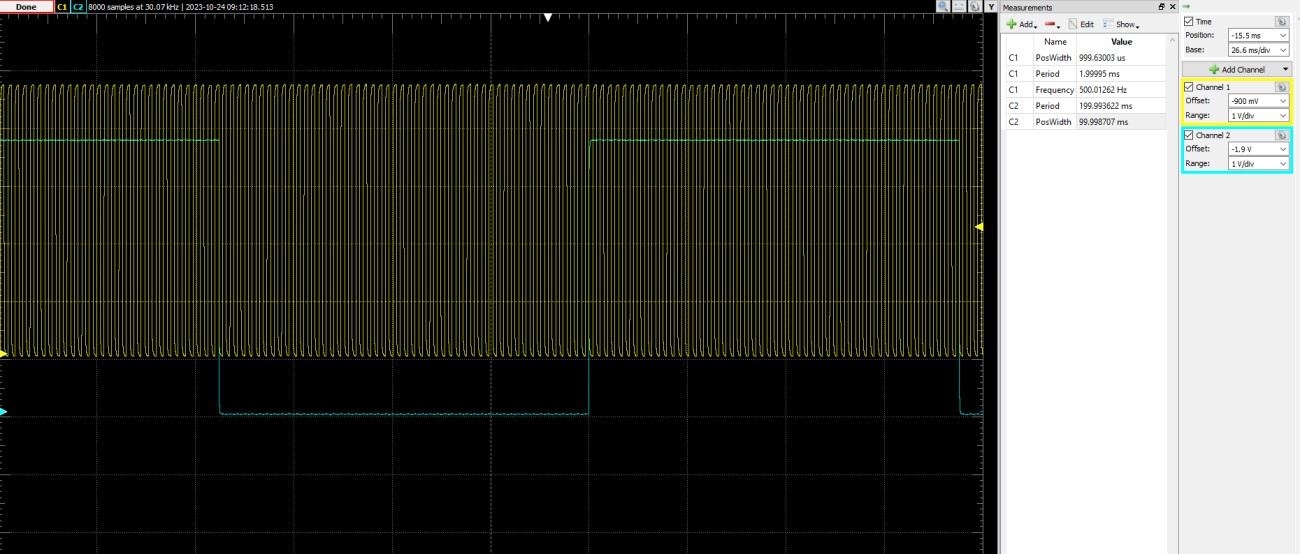 Done C1 C2 8000 samples at 30.07 kHz | 2023-10-24 09:12:18.513 Y
Measurements
Add Edit Show
Name Value
C1 PosWidth 999.63003 us
C1 Period 1.99995 ms
C1 Frequency 500.01262 Hz
C2 Period 199.993622 ms
C2 PosWidth 99.998707 ms
Time
Position: -15.5 ms
Base: 26.6 ms/div
Add Channel
Channel 1
Offset: -900 mV
Range: 1 V/div
Channel 2
Offset: -1.9 V
Range: 1 V/div